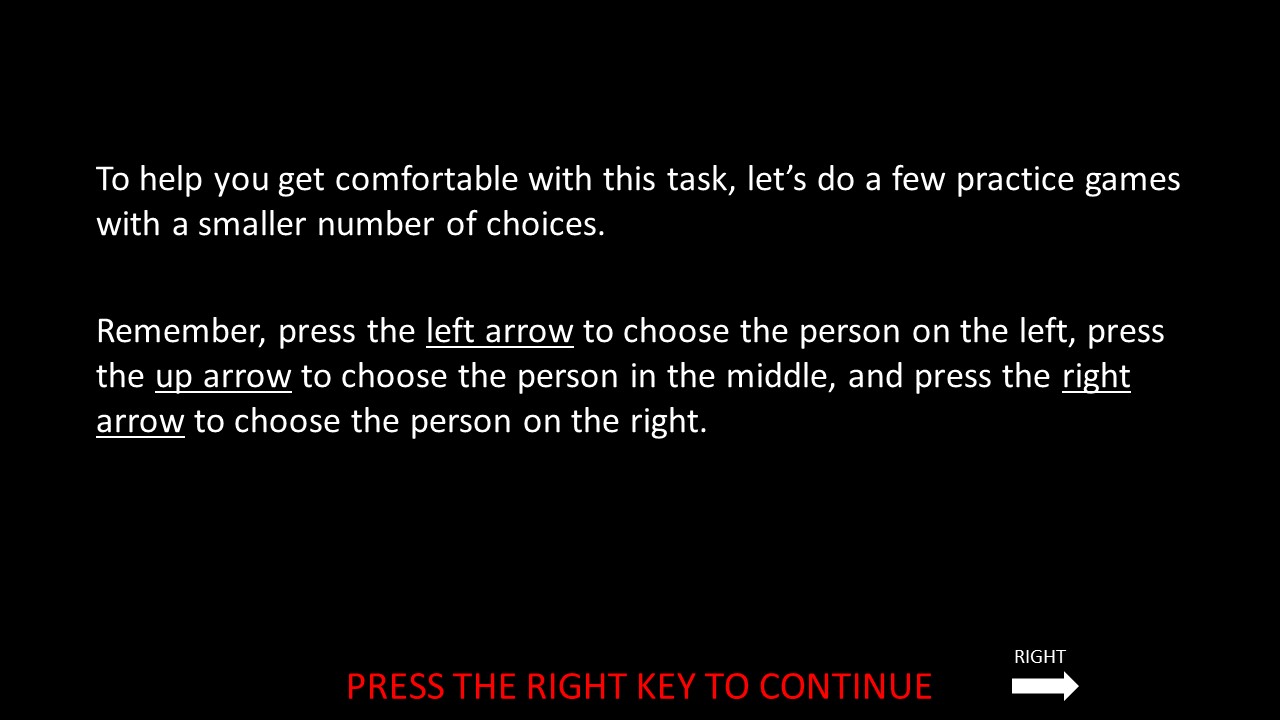 To help you get comfortable with this task, let’s do a few practice games
with a smaller number of choices.
Remember, press the left arrow to choose the person on the left, press
the up arrow to choose the person in the middle, and press the right
arrow to choose the person on the right.
RIGHT
PRESS THE RIGHT KEY TO CONTINUE